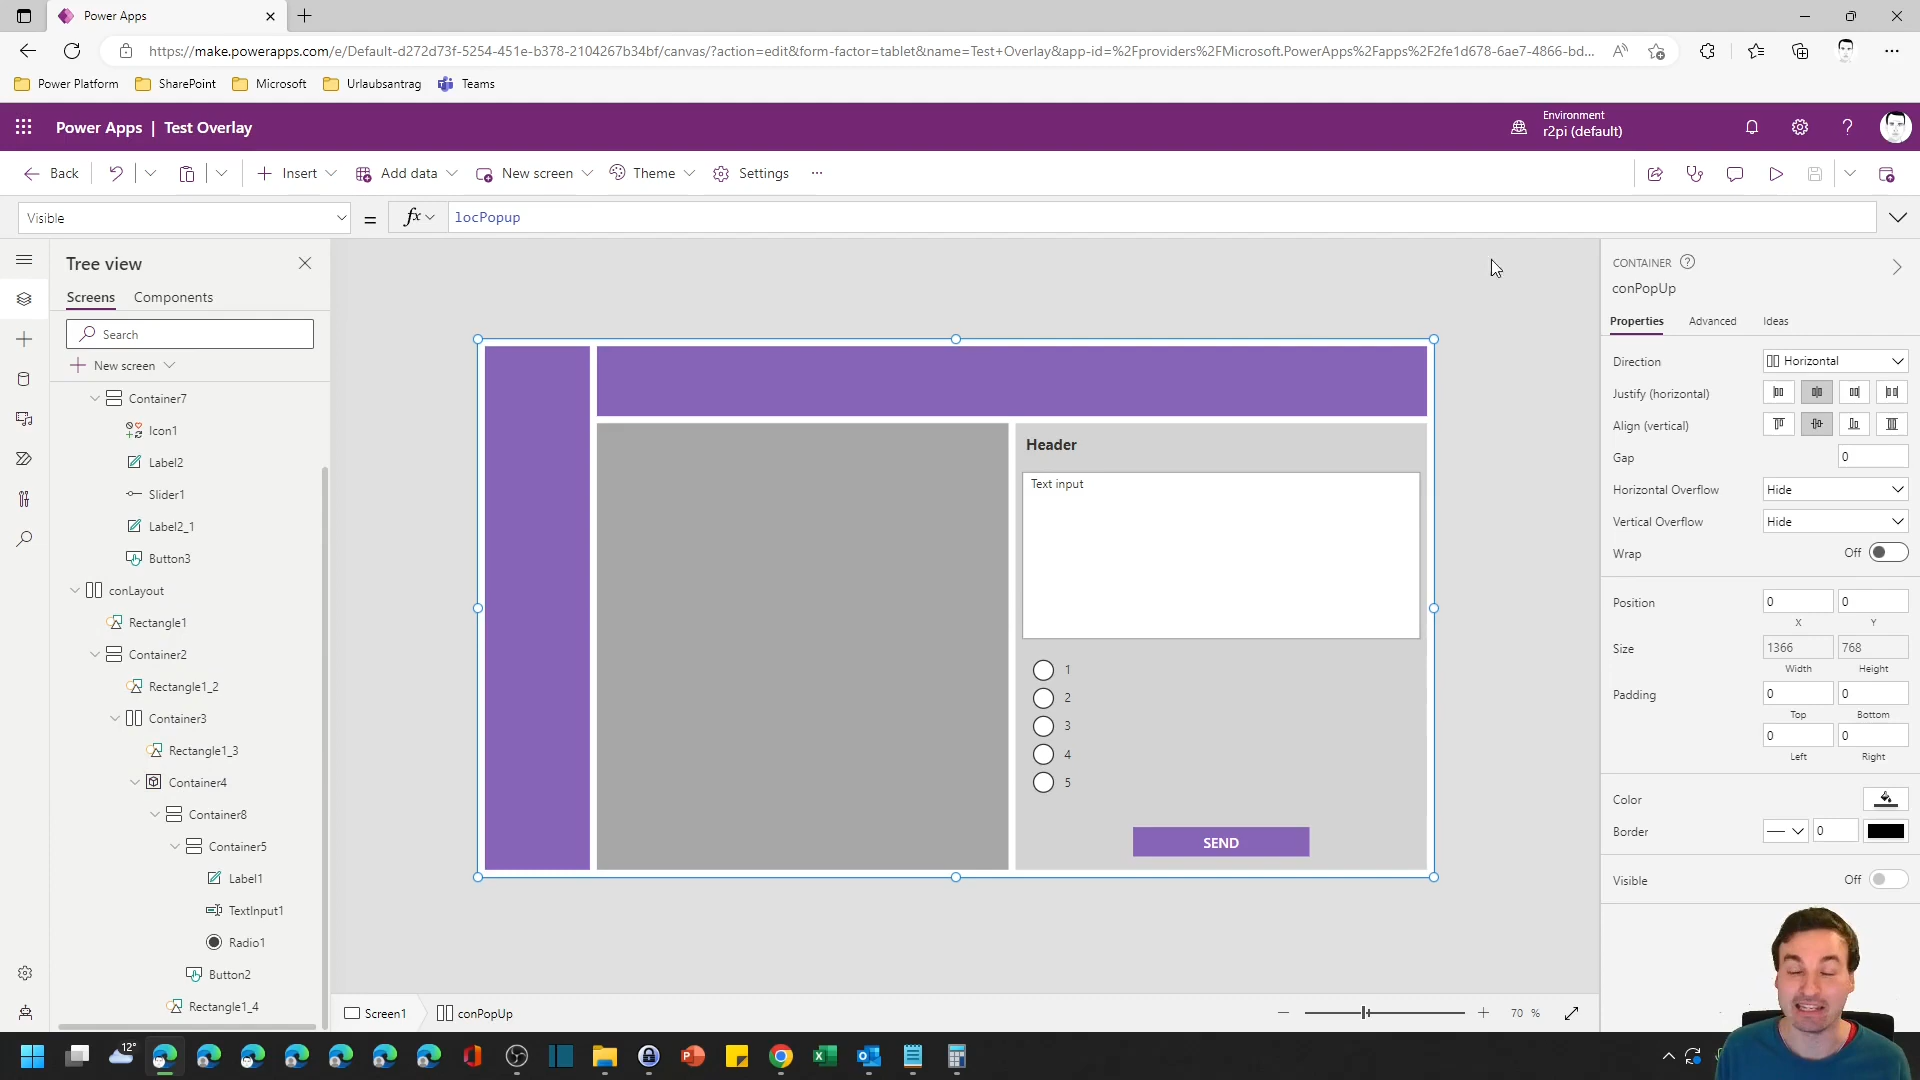 Power Apps
https://make.powerapps.com/e/Default-d272d73f-5254-451e-b378-2104267b34bf/canvas/?action=edit&form-factor=tablet&name=Test+Overlay&app-id=%2Fproviders%2FMicrosoft.PowerApps%2Fapps%2F2fe1d678-6ae7-4866-bd...
Power Platform
SharePoint
Microsoft
Urlaubsantrag
Teams
Power Apps | Test Overlay
Environment
r2pi (default)
Back
Insert
Add data
New screen
Theme
Settings
Visible
=
fx
locPopup
Tree view
Screens
Components
Search
New screen
Container7
Icon1
Label2
Slider1
Label2_1
Button3
conLayout
Rectangle1
Container2
Rectangle1_2
Container3
Rectangle1_3
Container4
Container8
Container5
Label1
TextInput1
Radio1
Button2
Rectangle1_4
Header
Text input
1
2
3
4
5
SEND
Screen1
conPopUp
70 %
CONTAINER
conPopUp
Properties
Advanced
Ideas
Direction
Horizontal
Justify (horizontal)
Align (vertical)
Gap
0
Horizontal Overflow
Hide
Vertical Overflow
Hide
Wrap
Off
Position
0
0
X
Y
Size
1366
768
Width
Height
Padding
0
0
Top
Bottom
0
0
Left
Right
Color
Border
0
Visible
Off
12°